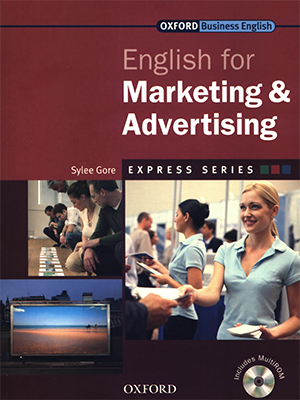 OXFORD Business English
English for
Marketing &
Advertising
Sylee Gore
EXPRESS SERIES
Includes MultiROM
OXFORD